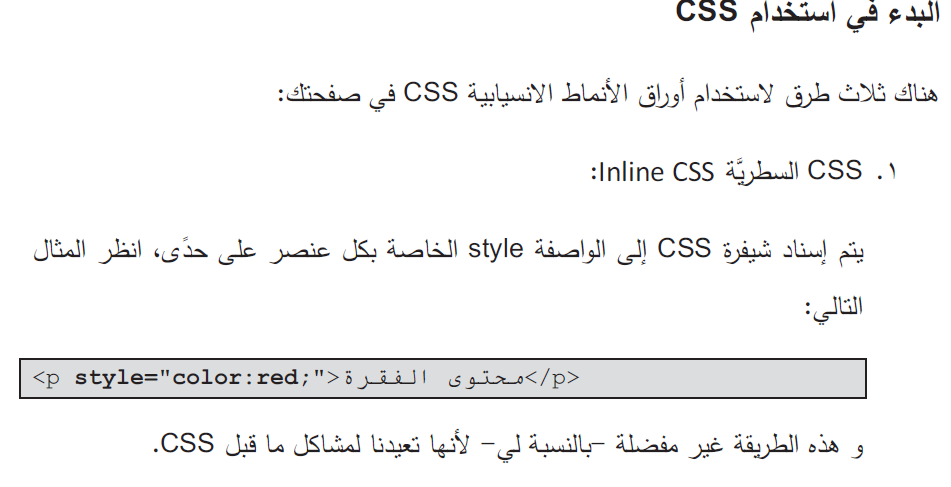 البدء في استخدام CSS
هناك ثلاث طرق لاستخدام أوراق الأنماط الانسيابية CSS في صفحتك:
١. CSS السطريَّة Inline CSS:
يتم إسناد شيفرة CSS إلى الواصفة style الخاصة بكل عنصر على حدًى، انظر المثال
التالي:
<p style="color:red;">محتوى الفقرة</p>
و هذه الطريقة غير مفضلة –بالنسبة لي– لأنها تعيدنا لمشاكل ما قبل CSS.